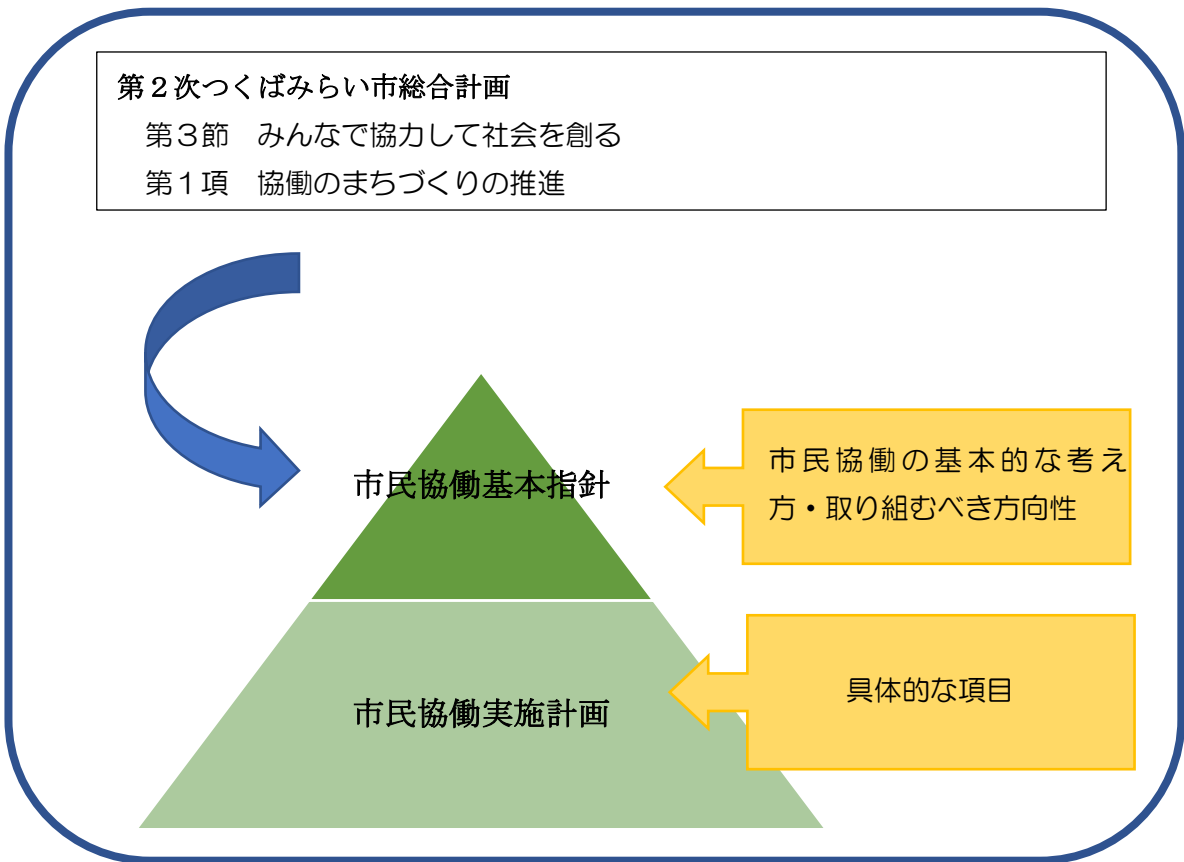 第２次つくばみらい市総合計画
第３節　みんなで協力して社会を創る
第１項　協働のまちづくりの推進
市民協働基本指針
市民協働の基本的な考え
方・取り組むべき方向性
市民協働実施計画
具体的な項目